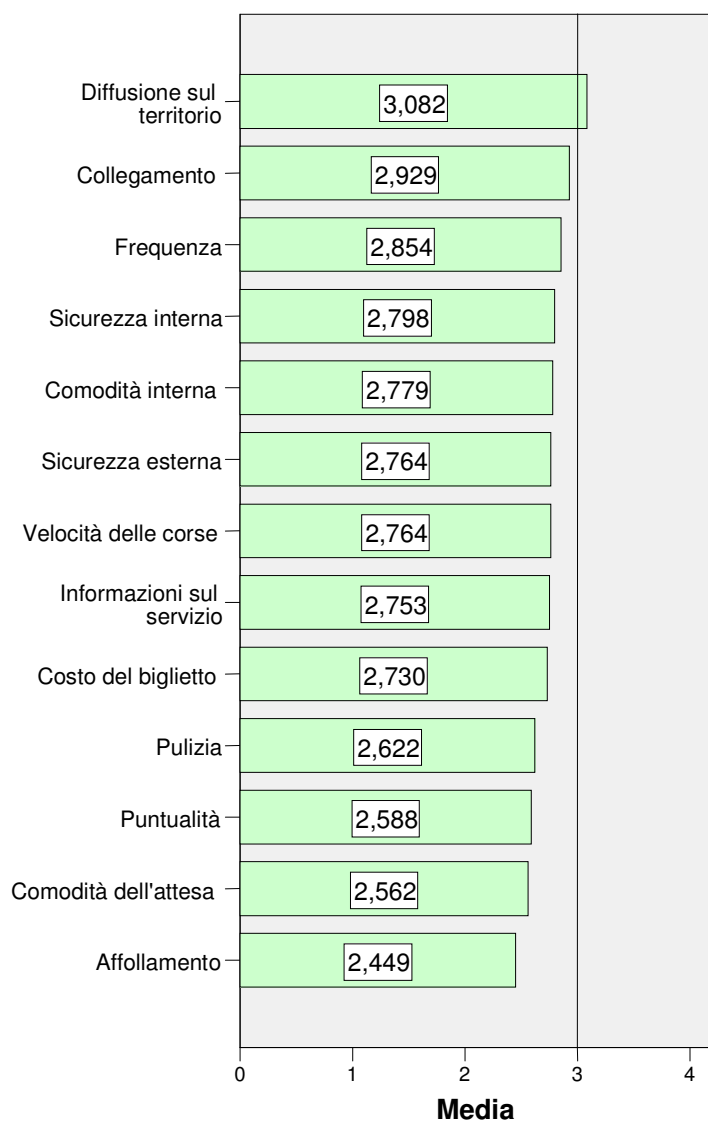 Diffusione sul
territorio
3,082
Collegamento
2,929
Frequenza
2,854
Sicurezza interna
2,798
Comodità interna
2,779
Sicurezza esterna
2,764
Velocità delle corse
2,764
Informazioni sul
servizio
2,753
Costo del biglietto
2,730
Pulizia
2,622
Puntualità
2,588
Comodità dell'attesa
2,562
Affollamento
2,449
0 1 2 3 4
Media